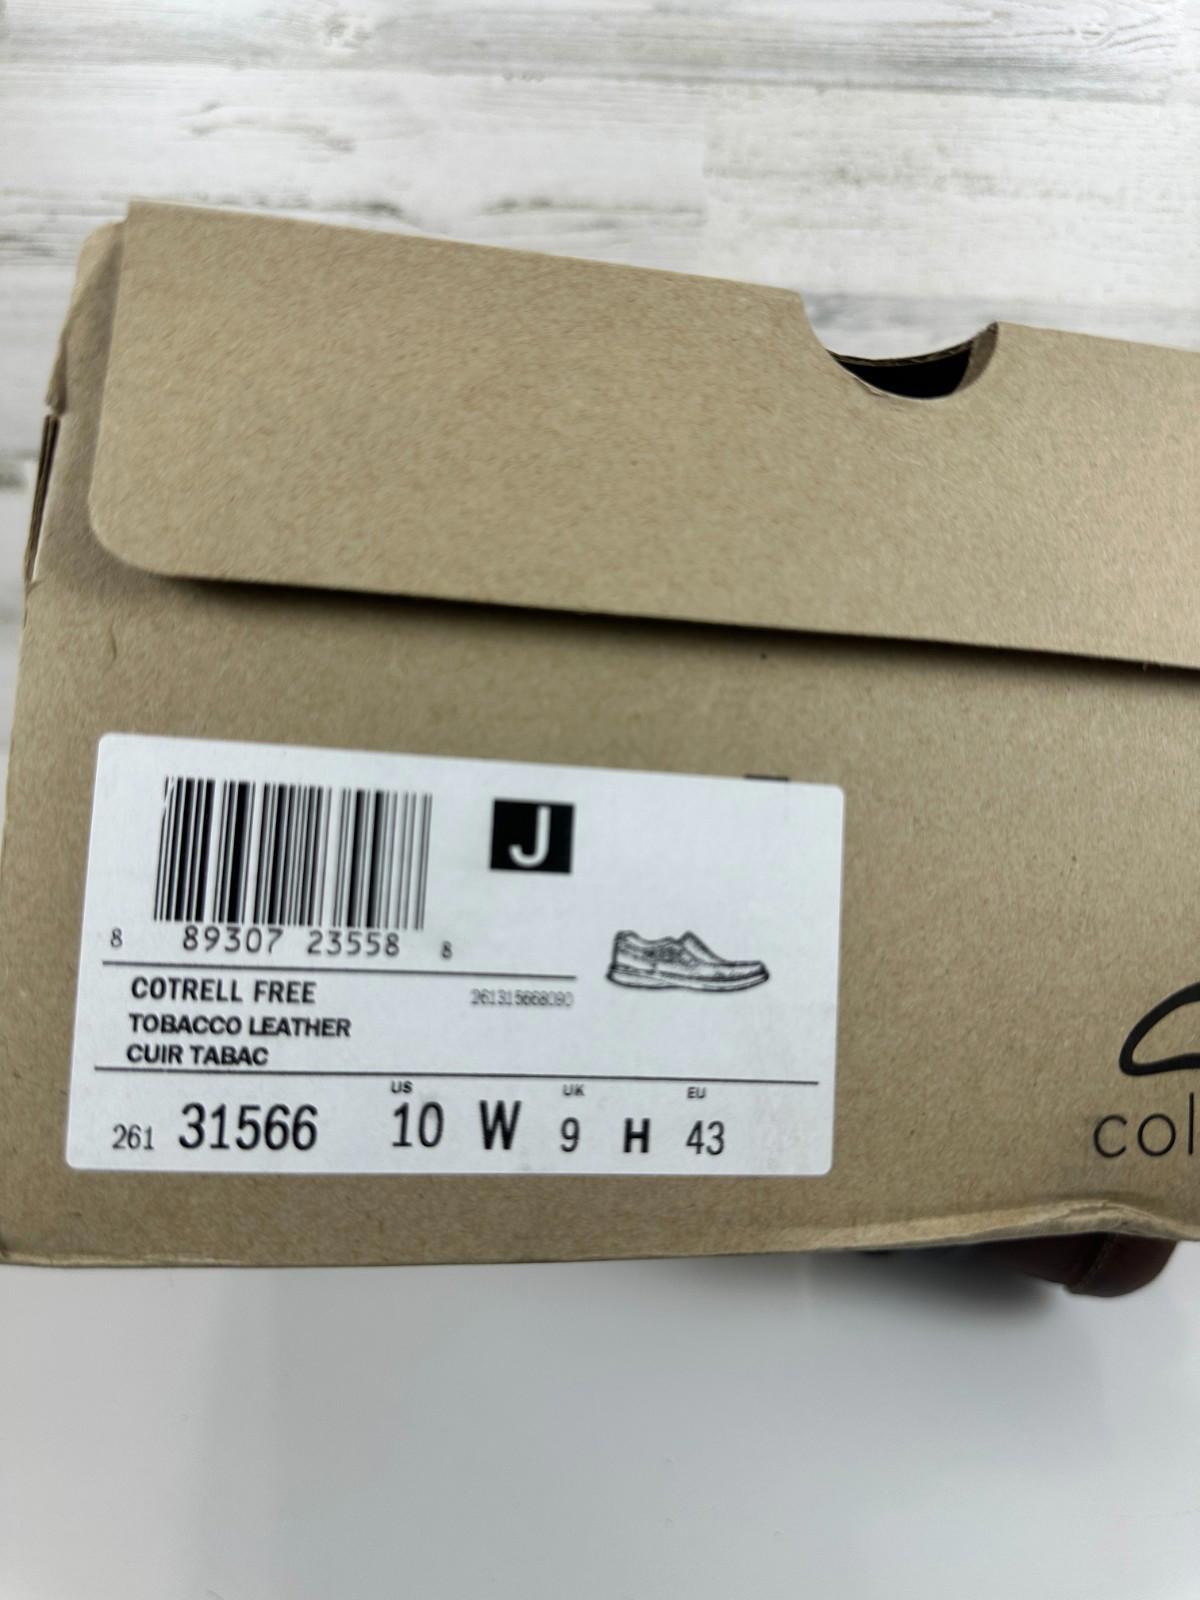 J
8 89307 23558 8
COTRELL FREE
261315668090
TOBACCO LEATHER
CUIR TABAC
US UK EU
261 31566 10 W 9 H 43
col